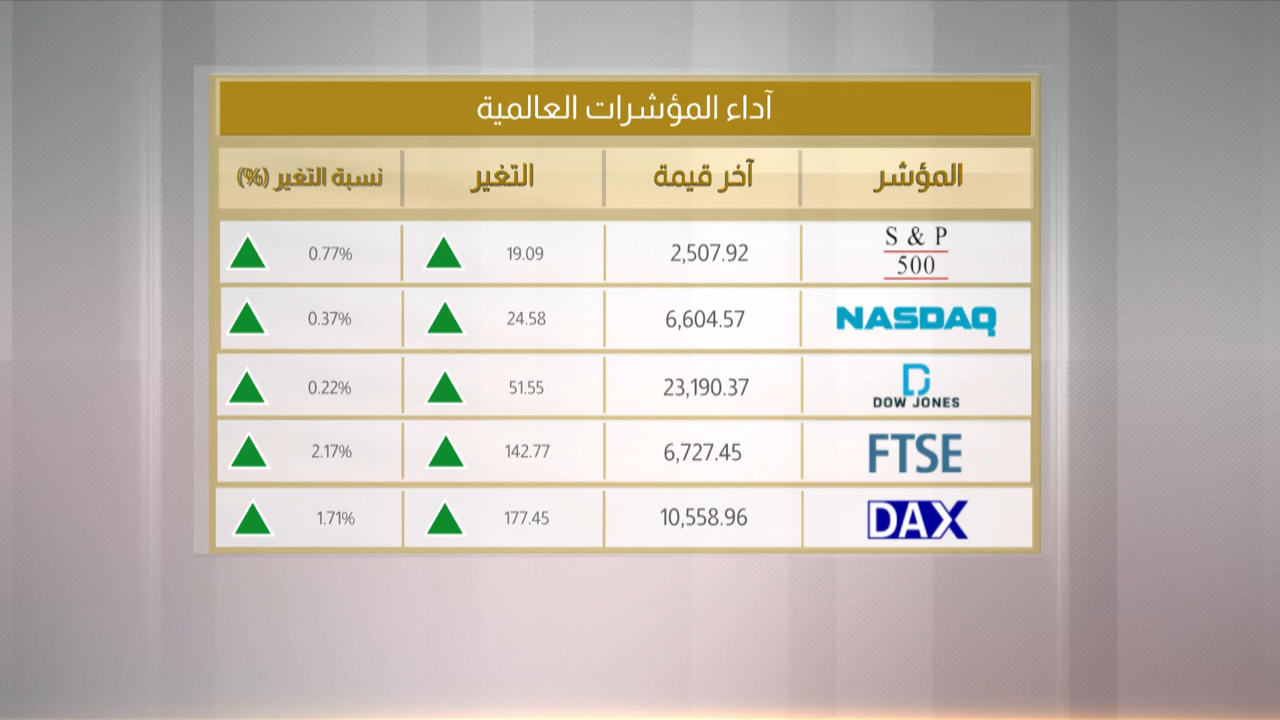 آداء المؤشرات العالمية
المؤشر آخر قيمة التغير نسبة التغير (%)
S & P 500 2,507.92 19.09 0.77%
NASDAQ 6,604.57 24.58 0.37%
DOW JONES 23,190.37 51.55 0.22%
FTSE 6,727.45 142.77 2.17%
DAX 10,558.96 177.45 1.71%